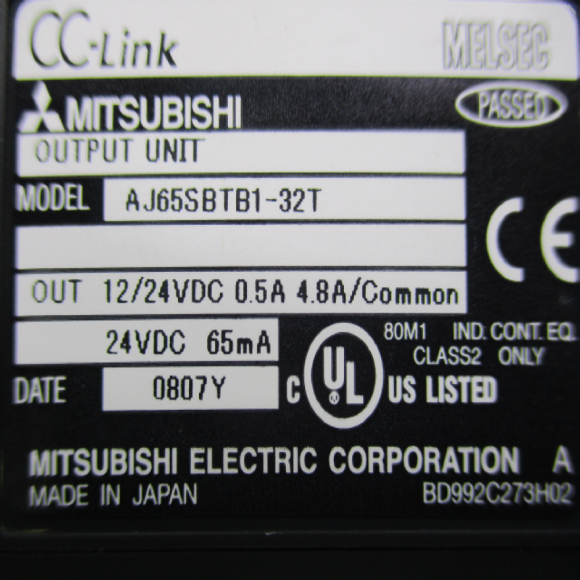 CC-Link MELSEC
MITSUBISHI PASSED
OUTPUT UNIT
MODEL AJ65SBTB1-32T
CE
OUT 12/24VDC 0.5A 4.8A/Common
24VDC 65mA
80M1 IND. CONT. EQ.
CLASS2 ONLY
DATE 0807Y
C UL ® US LISTED
MITSUBISHI ELECTRIC CORPORATION A
MADE IN JAPAN BD992C273H02